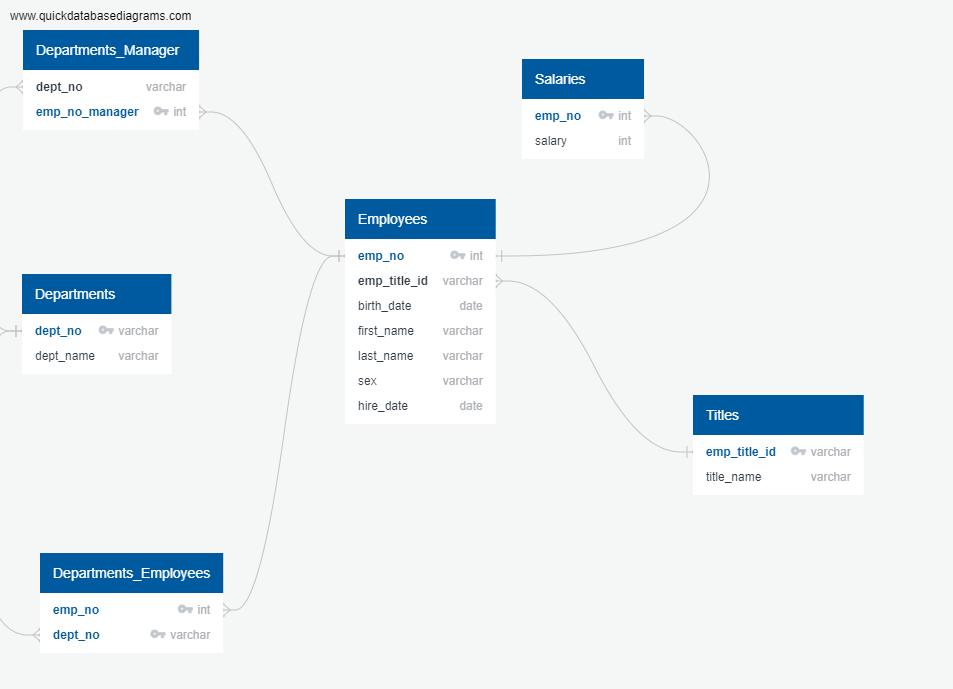 www.quickdatabasediagrams.com
Departments_Manager
dept_no varchar
emp_no_manager int
Salaries
emp_no int
salary int
Employees
emp_no int
emp_title_id varchar
birth_date date
first_name varchar
last_name varchar
sex varchar
hire_date date
Departments
dept_no varchar
dept_name varchar
Titles
emp_title_id varchar
title_name varchar
Departments_Employees
emp_no int
dept_no varchar